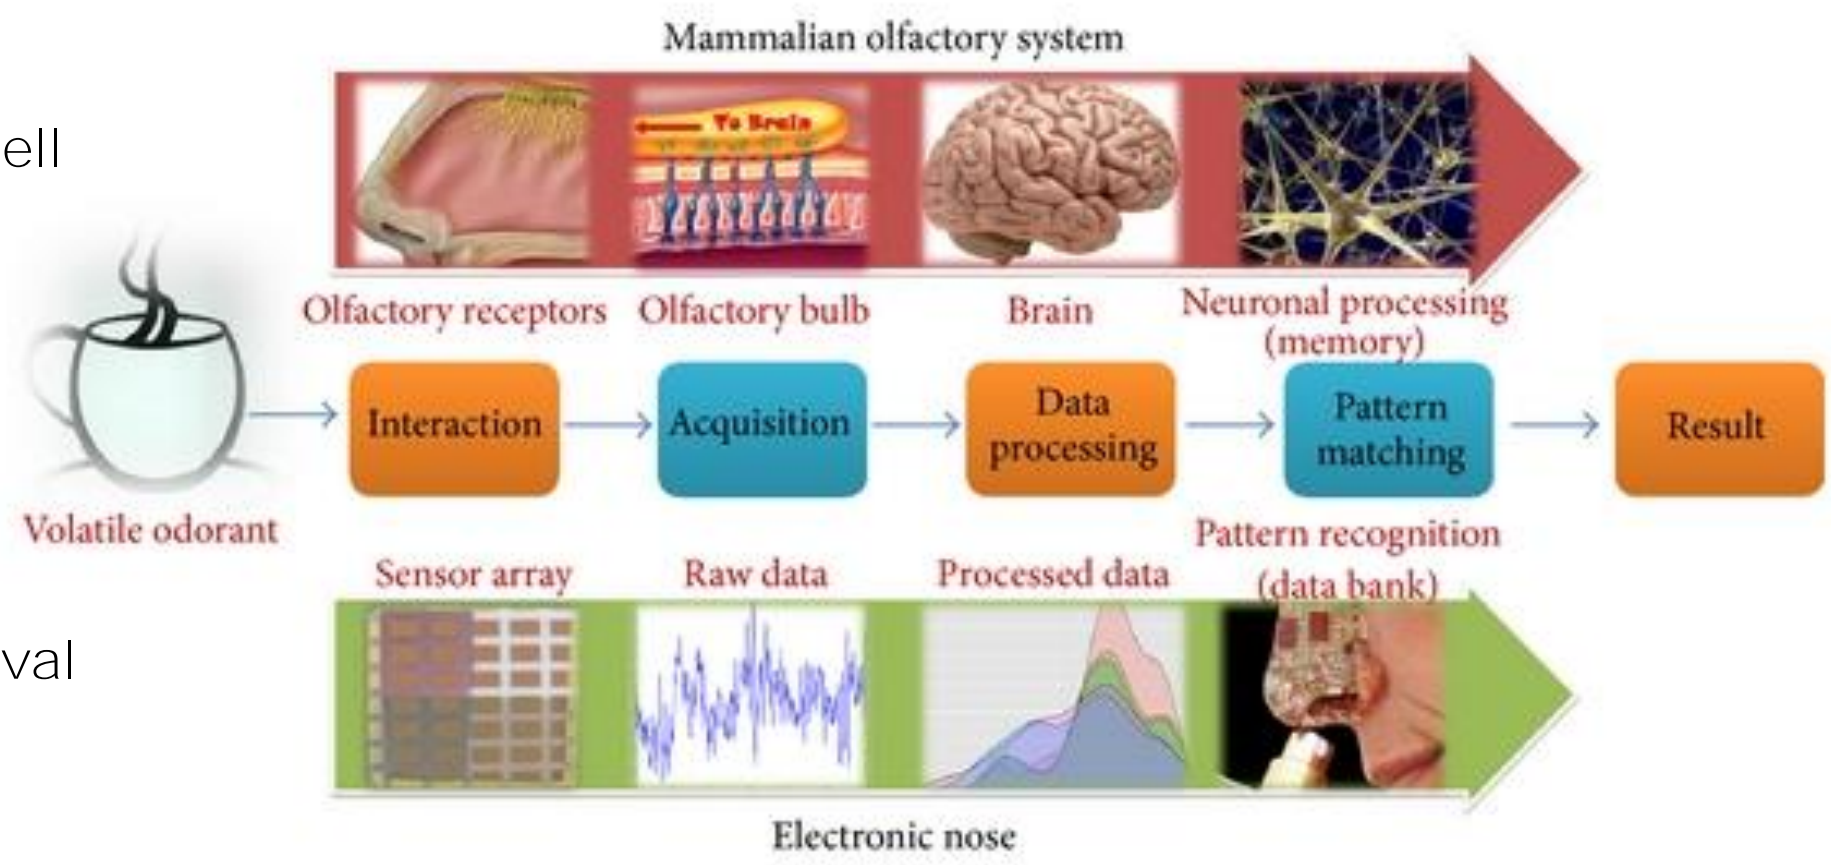 Mammalian olfactory system
ell
To Brain
Olfactory receptors
Olfactory bulb
Brain
Neuronal processing
(memory)
Interaction
Acquisition
Data
processing
Pattern
matching
Result
Volatile odorant
Sensor array
Raw data
Processed data
Pattern recognition
(data bank)
val
Electronic nose